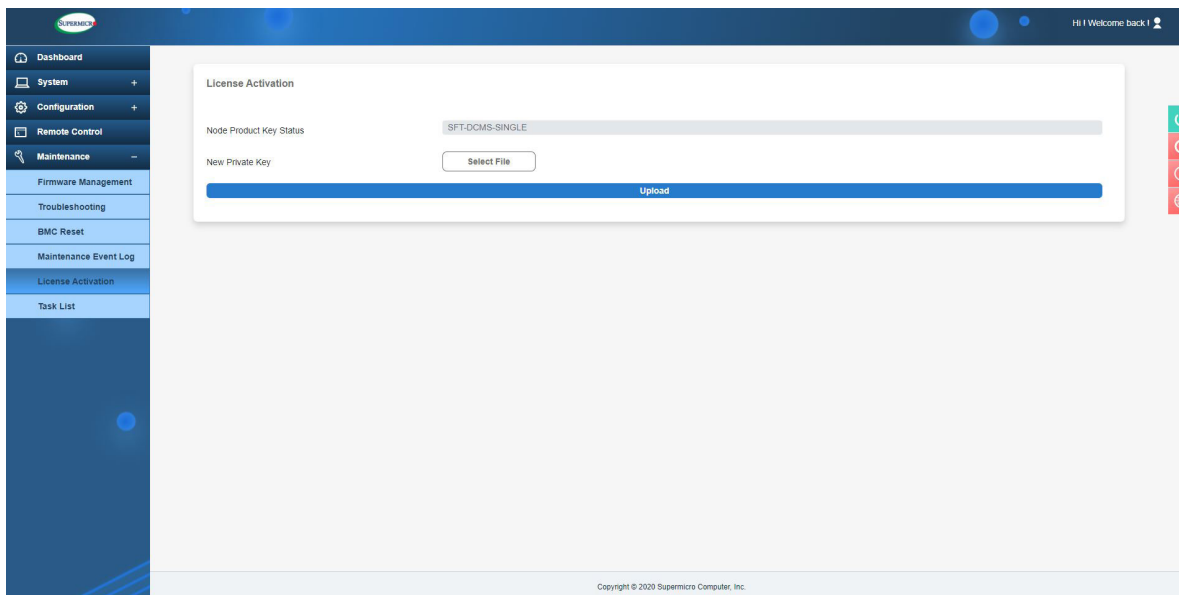 SUPERMICR
Hi ! Welcome back !
Dashboard
System +
Configuration +
Remote Control
Maintenance –
Firmware Management
Troubleshooting
BMC Reset
Maintenance Event Log
License Activation
Task List
License Activation
Node Product Key Status SFT-DCMS-SINGLE
New Private Key Select File
Upload
Copyright © 2020 Supermicro Computer, Inc.